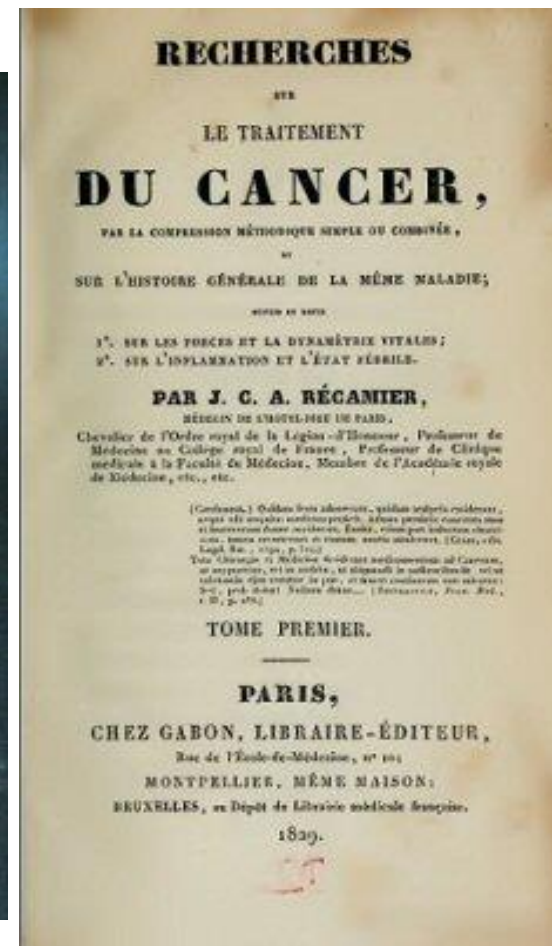 RECHERCHES
SUR
LE TRAITEMENT
DU CANCER,
PAR LA COMPRESSION MÉTHODIQUE SIMPLE OU COMBINÉE,
ET
SUR L'HISTOIRE GÉNÉRALE DE LA MÊME MALADIE;
1°. SUR LES FORCES ET LA DYNAMÉTRIE VITALES;
2°. SUR L'INFLAMMATION ET L'ÉTAT FÉBRILE.
PAR J. C. A. RÉCAMIER,
MÉDECIN DE L'HOTEL-DIEU DE PARIS,
Chevalier de l'Ordre royal de la Légion-d'Honneur, Professeur de
Médecine au Collège royal de France, Professeur de Clinique
médicale à la Faculté de Médecine, Membre de l'Académie royale
de Médecine, etc., etc.
TOME PREMIER.
PARIS,
CHEZ GABON, LIBRAIRE-ÉDITEUR,
Rue de l'École-de-Médecine, n° 10;
MONTPELLIER, MÊME MAISON;
BRUXELLES, au Dépôt de Librairie médicale française.
1829.